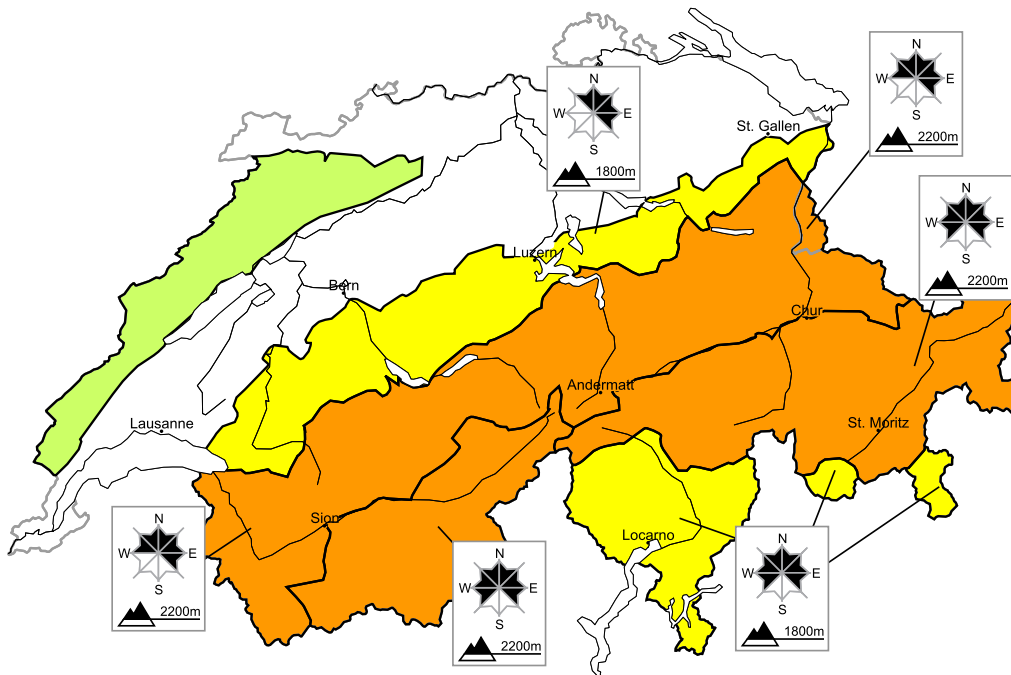 N
W E
S
2200m
N
W E
S
1800m
St. Gallen
N
W E
S
2200m
Luzern
Bern
Chur
Andermatt
Lausanne
St. Moritz
Sion
N
W E
S
2200m
Locarno
N
W E
S
2200m
N
W E
S
1800m